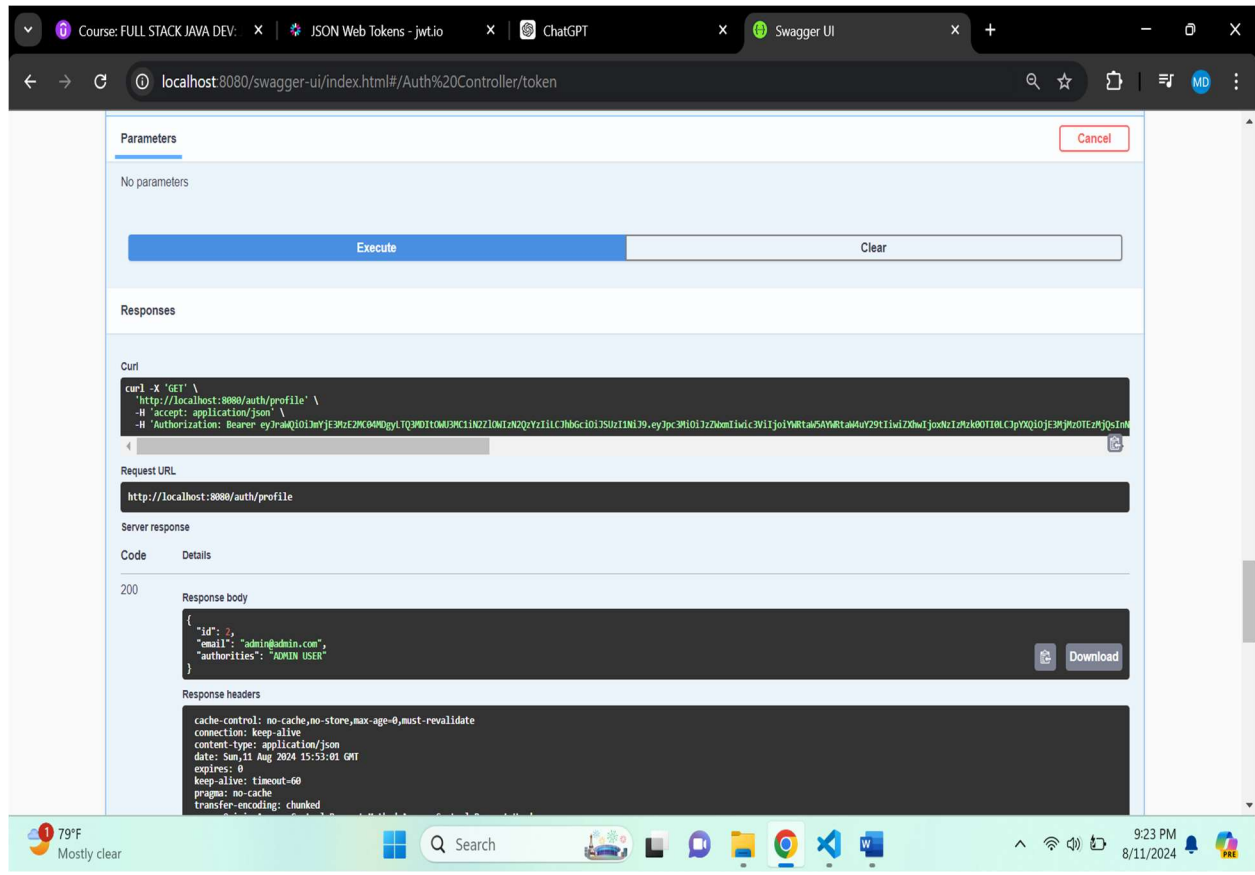 Course: FULL STACK JAVA DEV:
JSON Web Tokens - jwt.io
ChatGPT
Swagger UI
localhost:8080/swagger-ui/index.html#/Auth%20Controller/token
MD
Parameters
Cancel
No parameters
Execute
Clear
Responses
Curl
curl -X 'GET' \
'http://localhost:8080/auth/profile' \
-H 'accept: application/json' \
-H 'Authorization: Bearer
Request URL
http://localhost:8080/auth/profile
Server response
Code Details
200
Response body
{
"id": 2,
"email": "admin@admin.com",
"authorities": "ADMIN USER"
}
Download
Response headers
cache-control: no-cache,no-store,max-age=0,must-revalidate
connection: keep-alive
content-type: application/json
date: Sun,11 Aug 2024 15:53:01 GMT
expires: 0
keep-alive: timeout=60
pragma: no-cache
transfer-encoding: chunked
1
79°F
Mostly clear
Search
9:23 PM
8/11/2024
PRE